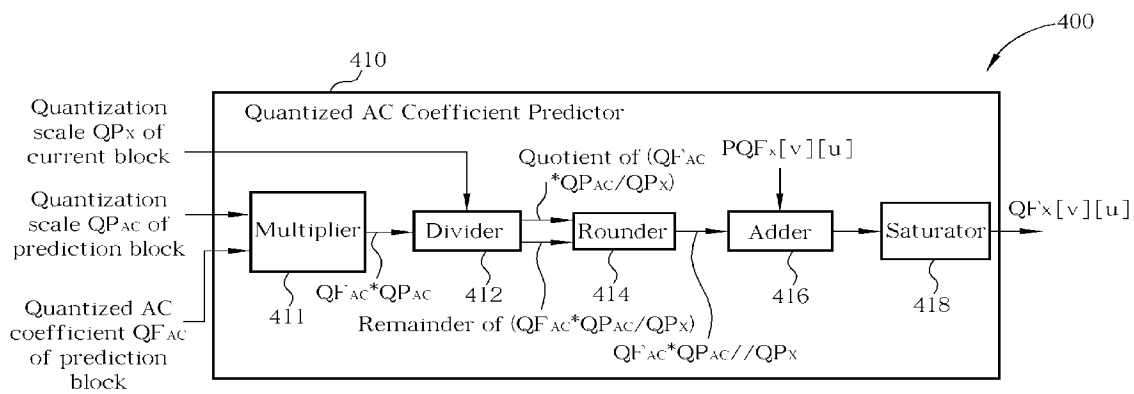 400
410
Quantization
scale QPX of
current block
Quantized AC Coefficient Predictor
Quotient of (QFAC
*QPAC/QPX)
PQFX[v][u]
Quantization
scale QPAC of
prediction block
QFX[v][u]
Multiplier
Divider
Rounder
Adder
Saturator
QFAC*QPAC
411
412
414
416
418
Quantized AC
coefficient QFAC
of prediction
block
Remainder of (QFAC*QPAC/QPX)
QFAC*QPAC//QPX